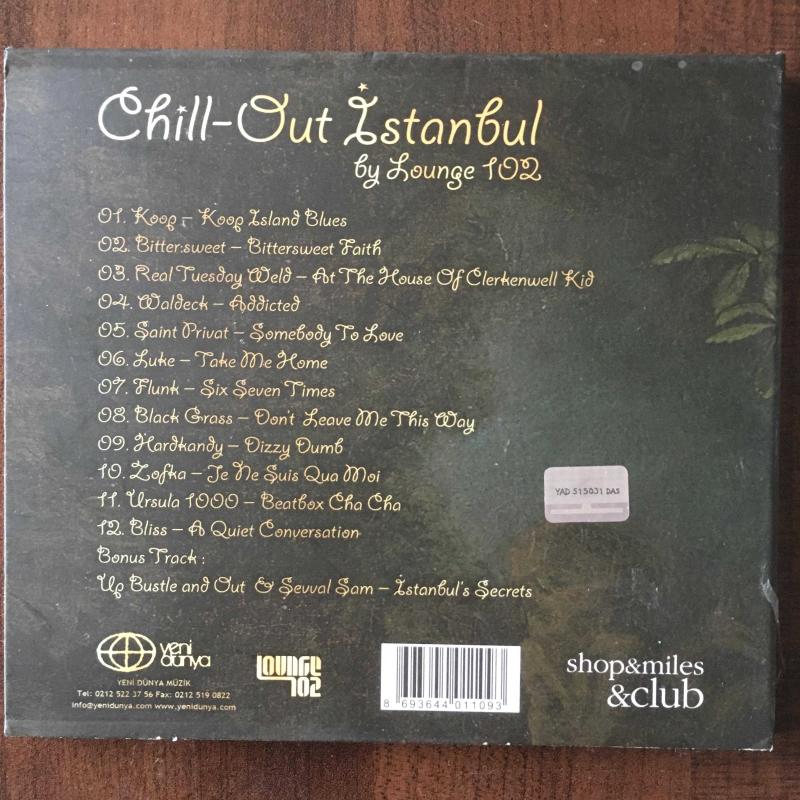 Chill-Out İstanbul
by Lounge 102
01. Koop – Koop Island Blues
02. Bitter:sweet – Bittersweet Faith
03. Real Tuesday Weld – At The House Of Clerkenwell Kid
04. Waldeck – Addicted
05. Saint Privat – Somebody To Love
06. Luke – Take Me Home
07. Flunk – Six Seven Times
08. Black Grass – Don't Leave Me This Way
09. Hardkandy – Dizzy Dumb
10. Zofka – Je Ne Suis Qua Moi
11. Ursula 1000 – Beatbox Cha Cha
12. Bliss – A Quiet Conversation
Bonus Track :
Up Bustle and Out & Sevval Sam – İstanbul's Secrets
YAD 515031 DAS
yeni
dünya
YENİ DÜNYA MÜZİK
Tel: 0212 522 37 56 Fax: 0212 519 0822
info@yenidunya.com www.yenidunya.com
LOUNGE
102
8 693644 011093
shop&miles
&club